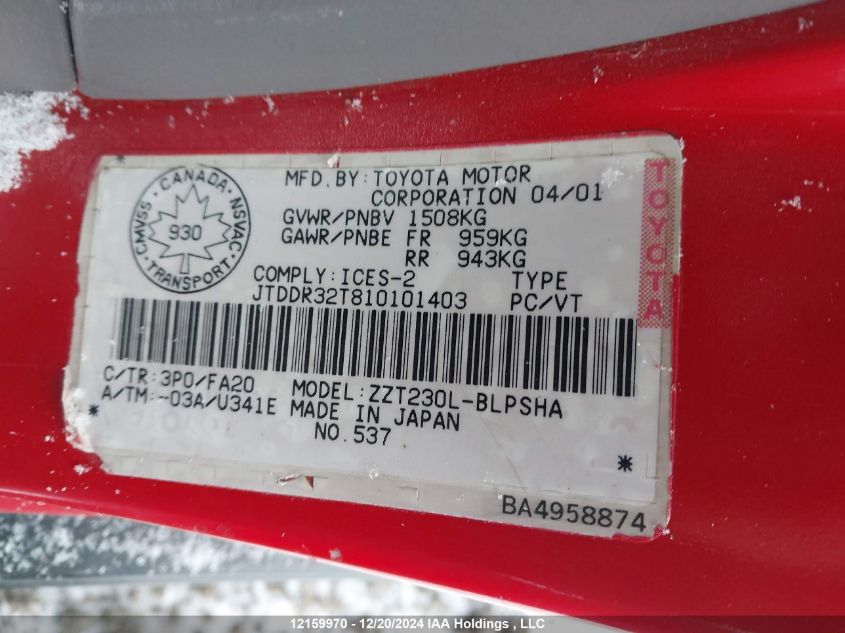 CMVSS · CANADA · NSVAC · TRANSPORT ·
930
MFD. BY: TOYOTA MOTOR
CORPORATION 04/01
GVWR/PNBV 1508KG
GAWR/PNBE FR 959KG
RR 943KG
COMPLY: ICES-2 TYPE
JTDDR32T810101403 PC/VT
TOYOTA
C/TR: 3P0/FA20 MODEL: ZZT230L-BLPSHA
A/TM: -03A/U341E MADE IN JAPAN
* NO. 537 *
BA4958874
12159970 - 12/20/2024 IAA Holdings , LLC